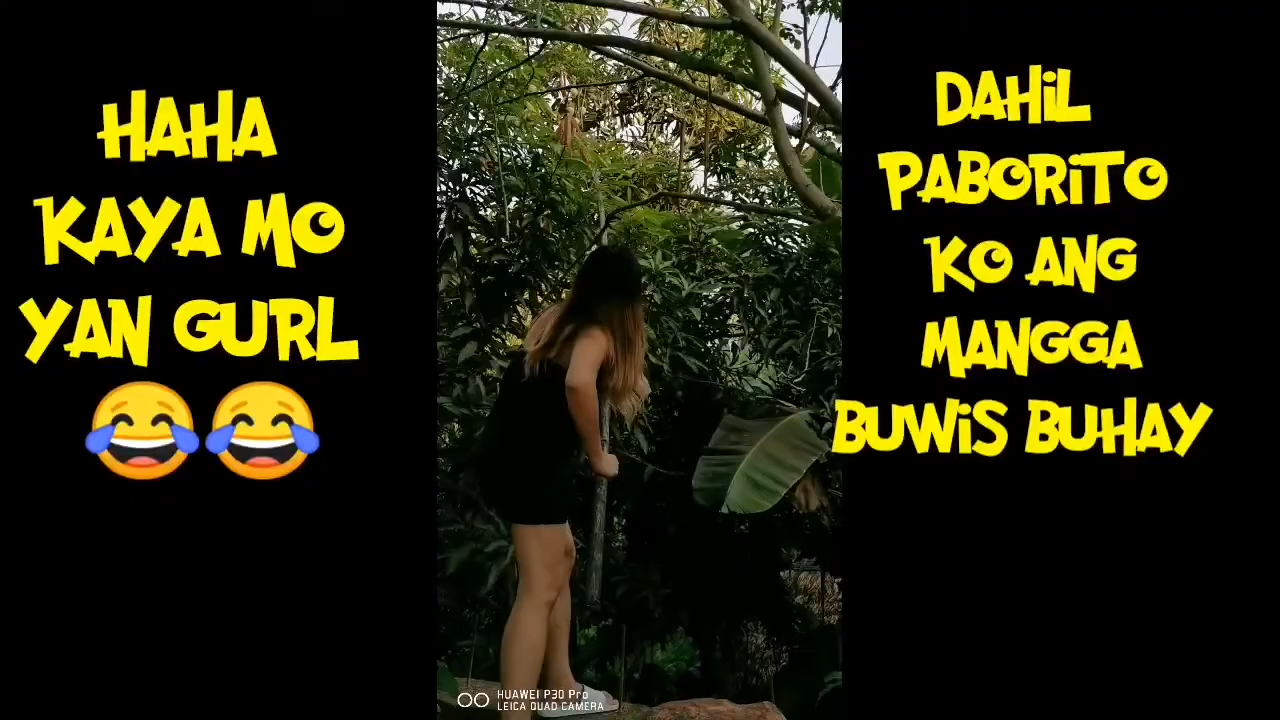 HAHA
KAYA MO
YAN GURL
😂😂
DAHiL
PABORiTO
KO ANG
MANGGA
BUWiS BUHAY
HUAWEI P30 Pro
LEICA QUAD CAMERA